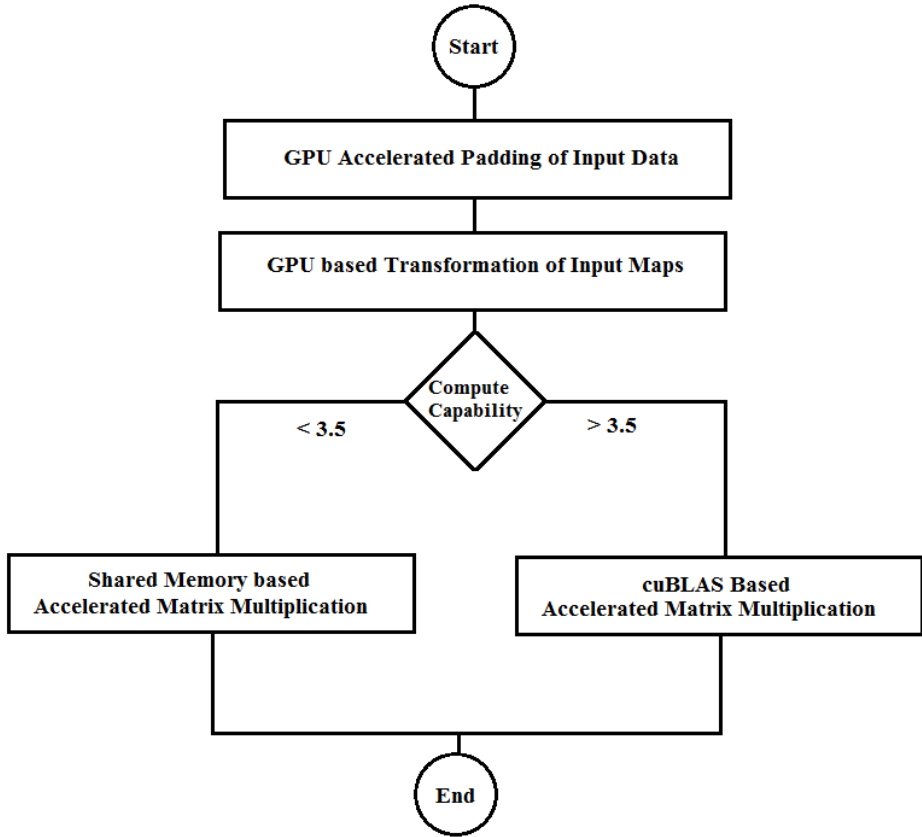 Start
GPU Accelerated Padding of Input Data
GPU based Transformation of Input Maps
Compute
Capability
< 3.5
> 3.5
Shared Memory based
Accelerated Matrix Multiplication
cuBLAS Based
Accelerated Matrix Multiplication
End